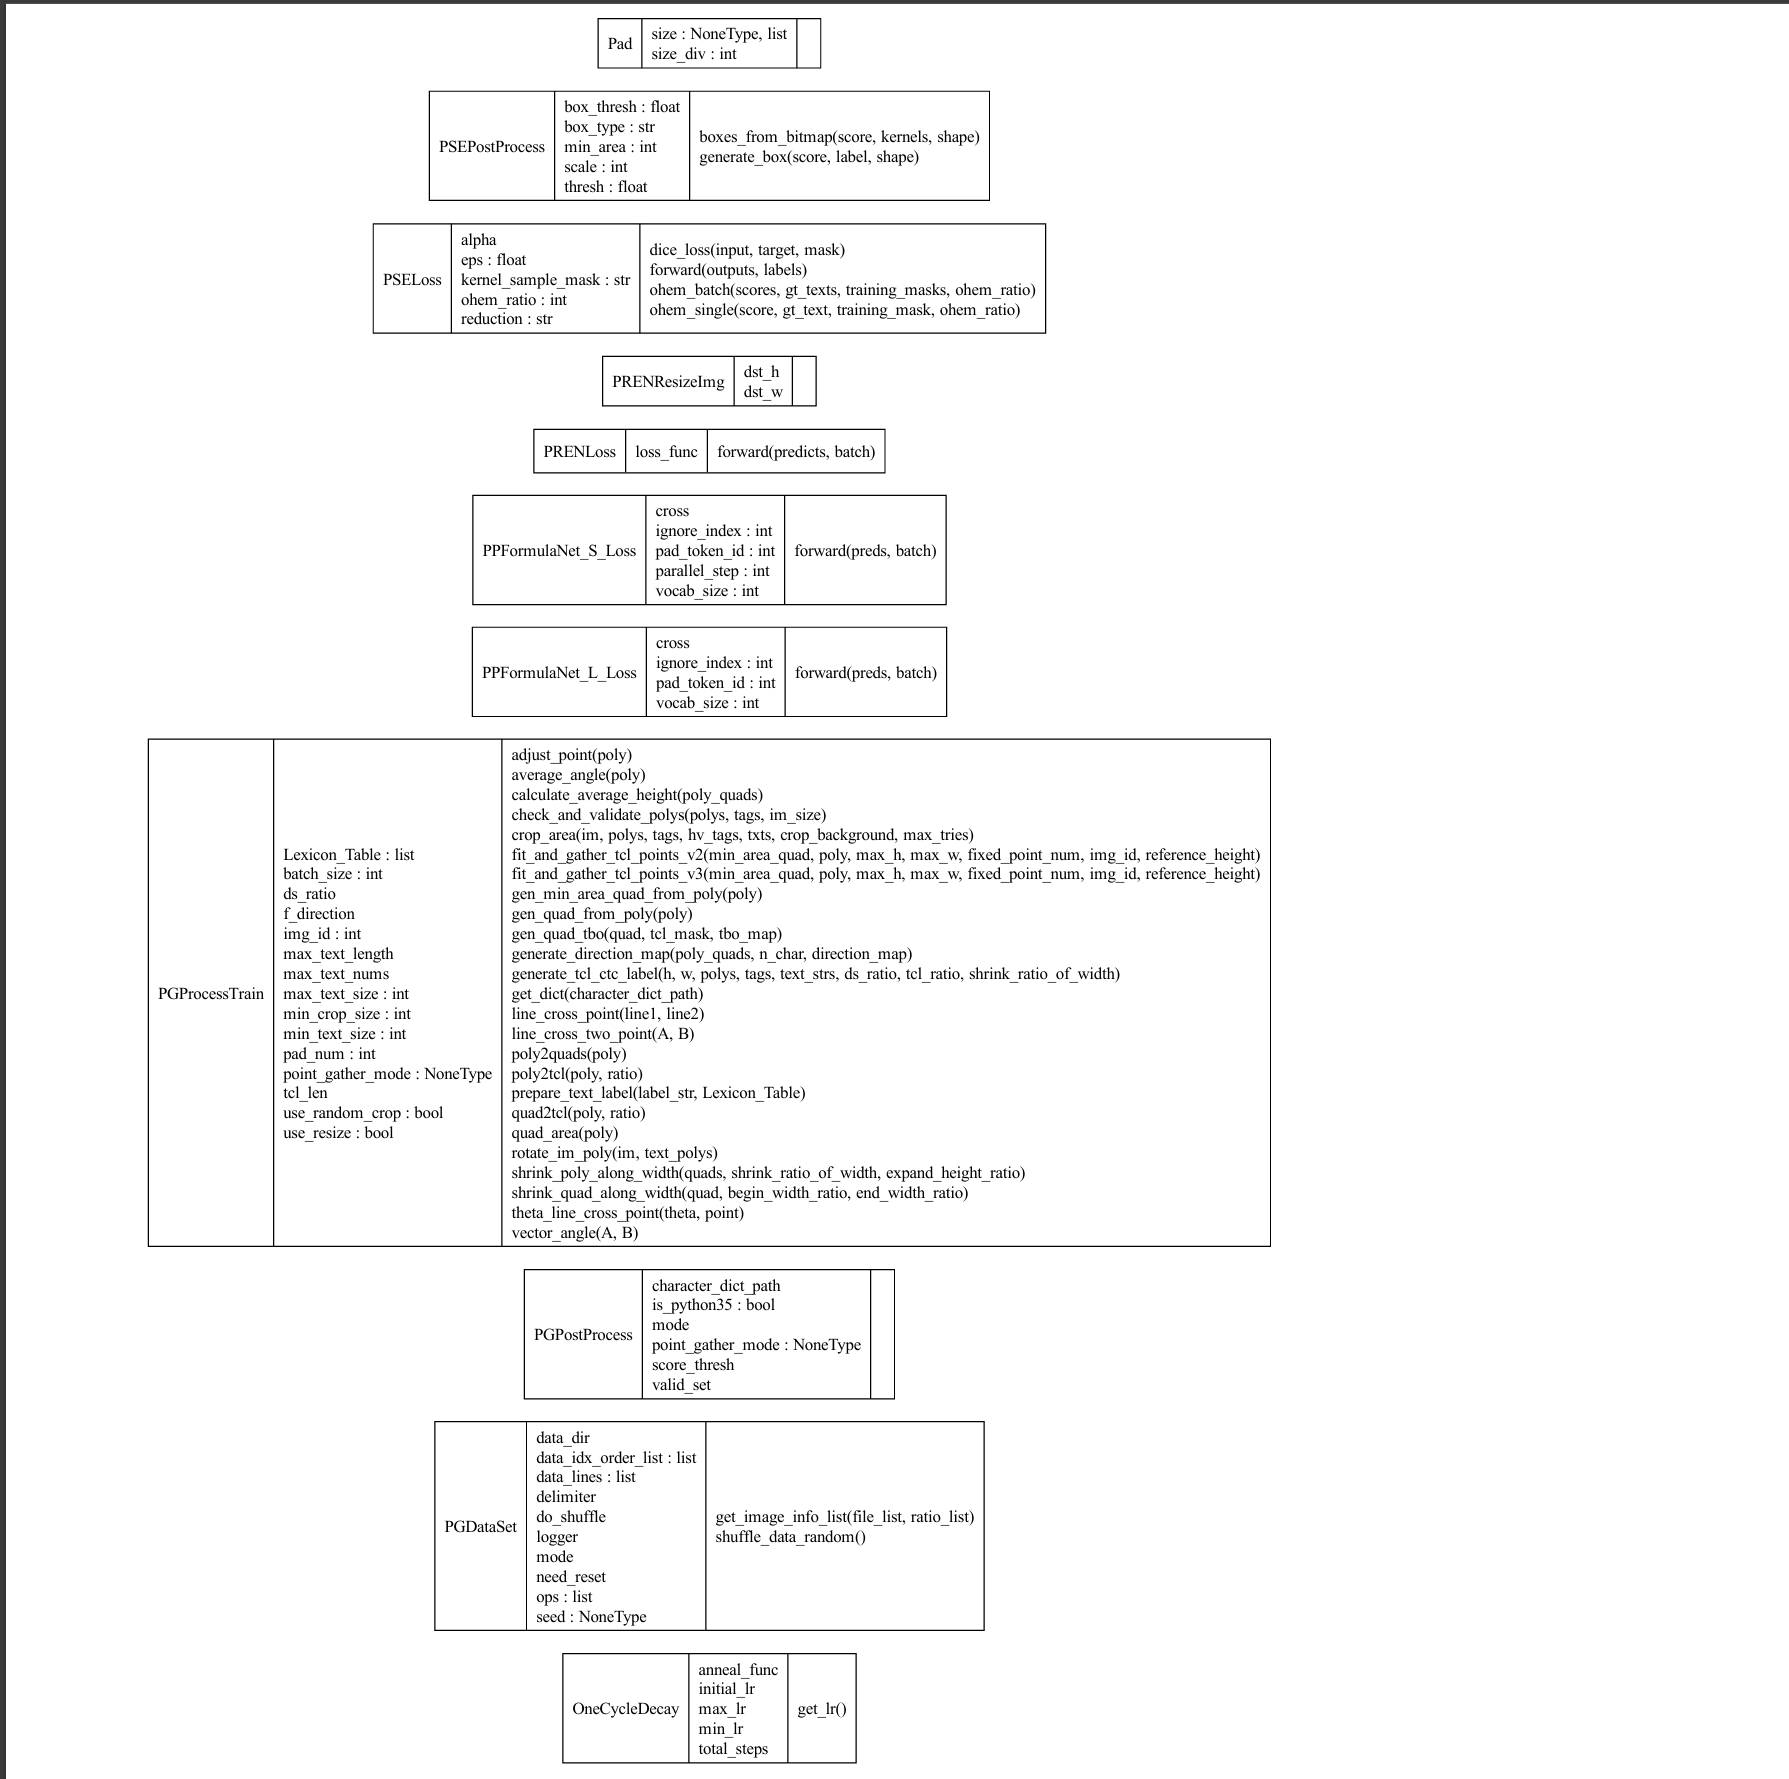 Pad
size : NoneType, list
size_div : int
PSEPostProcess
box_thresh : float
box_type : str
min_area : int
scale : int
thresh : float
boxes_from_bitmap(score, kernels, shape)
generate_box(score, label, shape)
PSELoss
alpha
eps : float
kernel_sample_mask : str
ohem_ratio : int
reduction : str
dice_loss(input, target, mask)
forward(outputs, labels)
ohem_batch(scores, gt_texts, training_masks, ohem_ratio)
ohem_single(score, gt_text, training_mask, ohem_ratio)
PRENResizeImg
dst_h
dst_w
PRENLoss
loss_func
forward(predicts, batch)
PPFormulaNet_S_Loss
cross
ignore_index : int
pad_token_id : int
parallel_step : int
vocab_size : int
forward(preds, batch)
PPFormulaNet_L_Loss
cross
ignore_index : int
pad_token_id : int
vocab_size : int
forward(preds, batch)
PGProcessTrain
Lexicon_Table : list
batch_size : int
ds_ratio
f_direction
img_id : int
max_text_length
max_text_nums
max_text_size : int
min_crop_size : int
min_text_size : int
pad_num : int
point_gather_mode : NoneType
tcl_len
use_random_crop : bool
use_resize : bool
adjust_point(poly)
average_angle(poly)
calculate_average_height(poly_quads)
check_and_validate_polys(polys, tags, im_size)
crop_area(im, polys, tags, hv_tags, txts, crop_background, max_tries)
fit_and_gather_tcl_points_v2(min_area_quad, poly, max_h, max_w, fixed_point_num, img_id, reference_height)
fit_and_gather_tcl_points_v3(min_area_quad, poly, max_h, max_w, fixed_point_num, img_id, reference_height)
gen_min_area_quad_from_poly(poly)
gen_quad_from_poly(poly)
gen_quad_tbo(quad, tcl_mask, tbo_map)
generate_direction_map(poly_quads, n_char, direction_map)
generate_tcl_ctc_label(h, w, polys, tags, text_strs, ds_ratio, tcl_ratio, shrink_ratio_of_width)
get_dict(character_dict_path)
line_cross_point(line1, line2)
line_cross_two_point(A, B)
poly2quads(poly)
poly2tcl(poly, ratio)
prepare_text_label(label_str, Lexicon_Table)
quad2tcl(poly, ratio)
quad_area(poly)
rotate_im_poly(im, text_polys)
shrink_poly_along_width(quads, shrink_ratio_of_width, expand_height_ratio)
shrink_quad_along_width(quad, begin_width_ratio, end_width_ratio)
theta_line_cross_point(theta, point)
vector_angle(A, B)
PGPostProcess
character_dict_path
is_python35 : bool
mode
point_gather_mode : NoneType
score_thresh
valid_set
PGDataSet
data_dir
data_idx_order_list : list
data_lines : list
delimiter
do_shuffle
logger
mode
need_reset
ops : list
seed : NoneType
get_image_info_list(file_list, ratio_list)
shuffle_data_random()
OneCycleDecay
anneal_func
initial_lr
max_lr
min_lr
total_steps
get_lr()